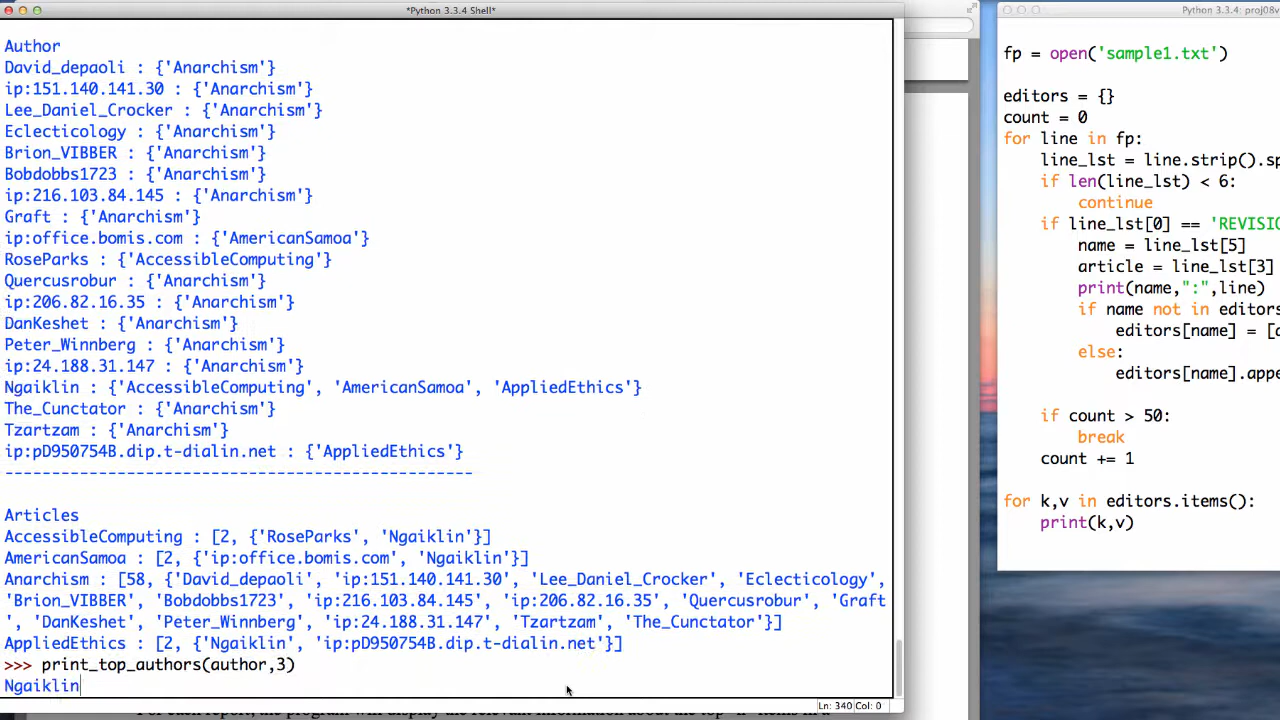 *Python 3.3.4 Shell*
Author
David_depaoli : {'Anarchism'}
ip:151.140.141.30 : {'Anarchism'}
Lee_Daniel_Crocker : {'Anarchism'}
Eclecticology : {'Anarchism'}
Brion_VIBBER : {'Anarchism'}
Bobdobbs1723 : {'Anarchism'}
ip:216.103.84.145 : {'Anarchism'}
Graft : {'Anarchism'}
ip:office.bomis.com : {'AmericanSamoa'}
RoseParks : {'AccessibleComputing'}
Quercusrobur : {'Anarchism'}
ip:206.82.16.35 : {'Anarchism'}
DanKeshet : {'Anarchism'}
Peter_Winnberg : {'Anarchism'}
ip:24.188.31.147 : {'Anarchism'}
Ngaiklin : {'AccessibleComputing', 'AmericanSamoa', 'AppliedEthics'}
The_Cunctator : {'Anarchism'}
Tzartzam : {'Anarchism'}
ip:pD950754B.dip.t-dialin.net : {'AppliedEthics'}
--------------------------------------------------
Articles
AccessibleComputing : [2, {'RoseParks', 'Ngaiklin'}]
AmericanSamoa : [2, {'ip:office.bomis.com', 'Ngaiklin'}]
Anarchism : [58, {'David_depaoli', 'ip:151.140.141.30', 'Lee_Daniel_Crocker', 'Eclecticology',
'Brion_VIBBER', 'Bobdobbs1723', 'ip:216.103.84.145', 'ip:206.82.16.35', 'Quercusrobur', 'Graft
', 'DanKeshet', 'Peter_Winnberg', 'ip:24.188.31.147', 'Tzartzam', 'The_Cunctator'}]
AppliedEthics : [2, {'Ngaiklin', 'ip:pD950754B.dip.t-dialin.net'}]
>>> print_top_authors(author,3)
Ngaiklin
Ln: 340 Col: 0
Python 3.3.4: proj08v
fp = open('sample1.txt')
editors = {}
count = 0
for line in fp:
line_lst = line.strip().sp
if len(line_lst) < 6:
continue
if line_lst[0] == 'REVISIO
name = line_lst[5]
article = line_lst[3]
print(name,":",line)
if name not in editors
editors[name] = [a
else:
editors[name].appe
if count > 50:
break
count += 1
for k,v in editors.items():
print(k,v)